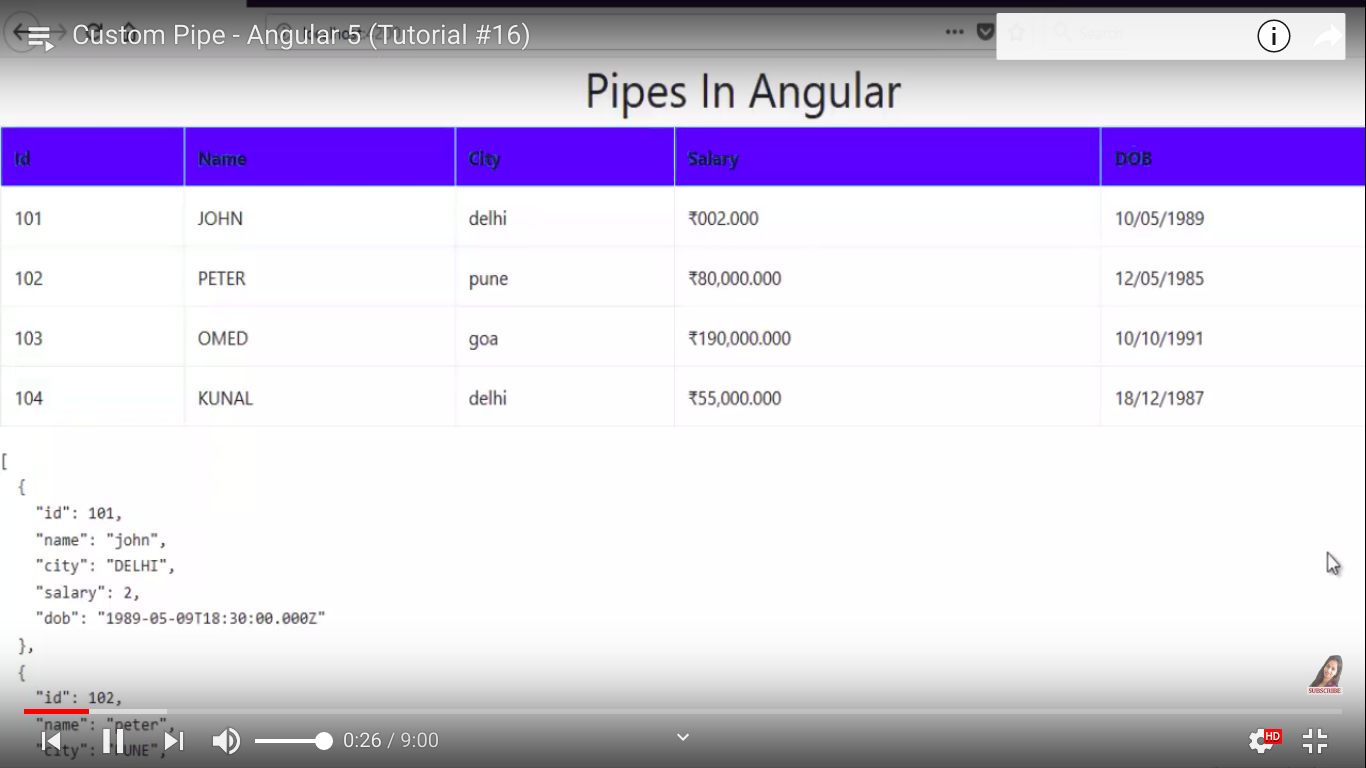 Custom Pipe - Angular 5 (Tutorial #16)
Search
Pipes In Angular
Id Name City Salary DOB
101 JOHN delhi ₹002.000 10/05/1989
102 PETER pune ₹80,000.000 12/05/1985
103 OMED goa ₹190,000.000 10/10/1991
104 KUNAL delhi ₹55,000.000 18/12/1987
[
{
"id": 101,
"name": "john",
"city": "DELHI",
"salary": 2,
"dob": "1989-05-09T18:30:00.000Z"
},
{
"id": 102,
"name": "peter",
"city": "PUNE",
SUBSCRIBE
0:26 / 9:00
HD